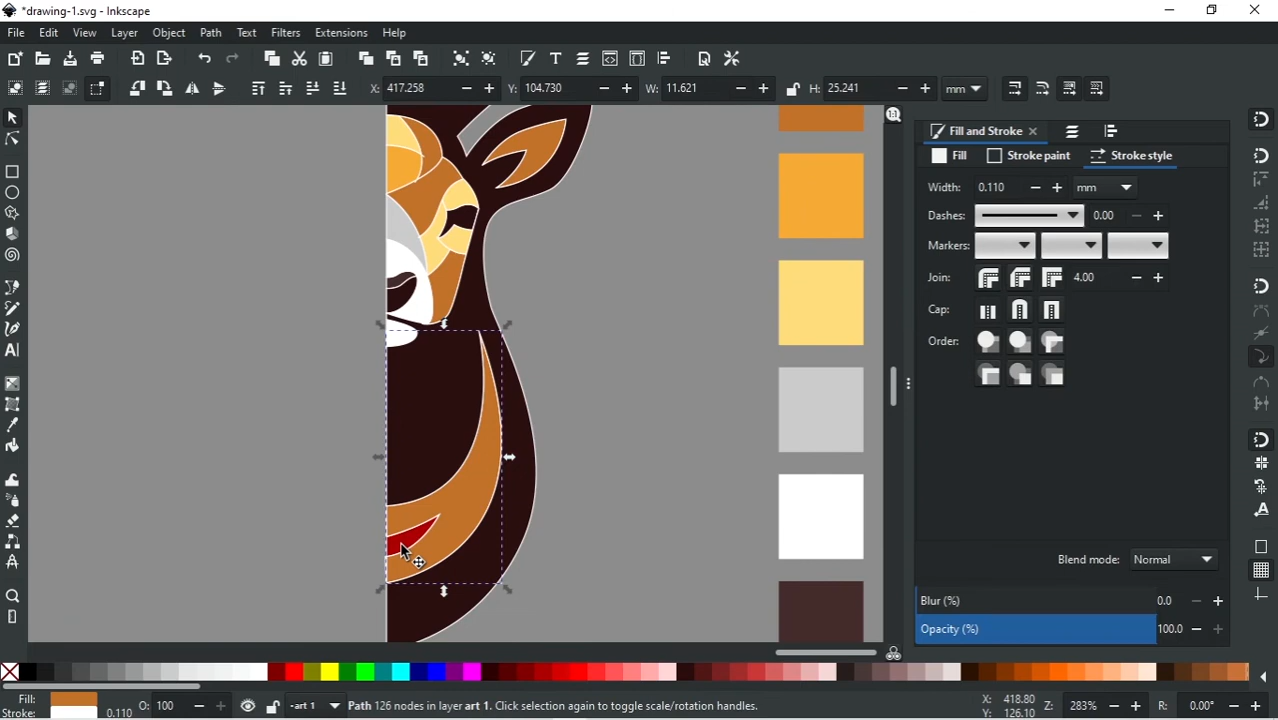 *drawing-1.svg - Inkscape
File Edit View Layer Object Path Text Filters Extensions Help
X: 417.258 Y: 104.730 W: 11.621 H: 25.241 mm
1:1
Fill and Stroke
Fill Stroke paint Stroke style
Width: 0.110 mm
Dashes: 0.00
Markers:
Join: 4.00
Cap:
Order:
Blend mode: Normal
Blur (%) 0.0
Opacity (%) 100.0
Fill: O: 100 art 1 Path 126 nodes in layer art 1. Click selection again to toggle scale/rotation handles. X: 418.80 Z: 283% R: 0.00°
Stroke: 0.110 Y: 126.10